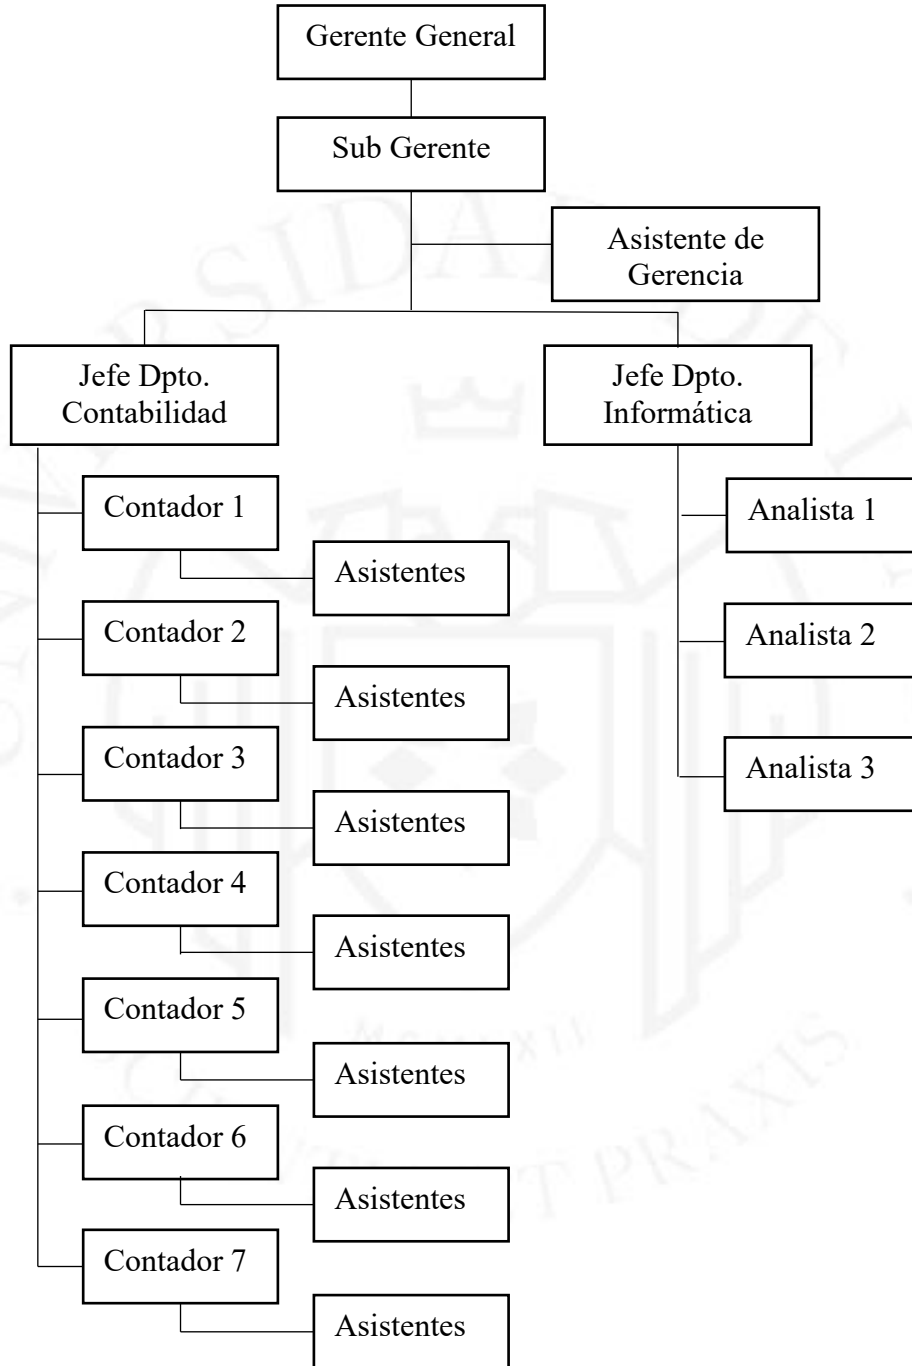 Gerente General
Sub Gerente
Asistente de
Gerencia
Jefe Dpto.
Contabilidad
Jefe Dpto.
Informática
Contador 1
Analista 1
Asistentes
Contador 2
Analista 2
Asistentes
Contador 3
Analista 3
Asistentes
Contador 4
Asistentes
Contador 5
Asistentes
Contador 6
Asistentes
Contador 7
Asistentes